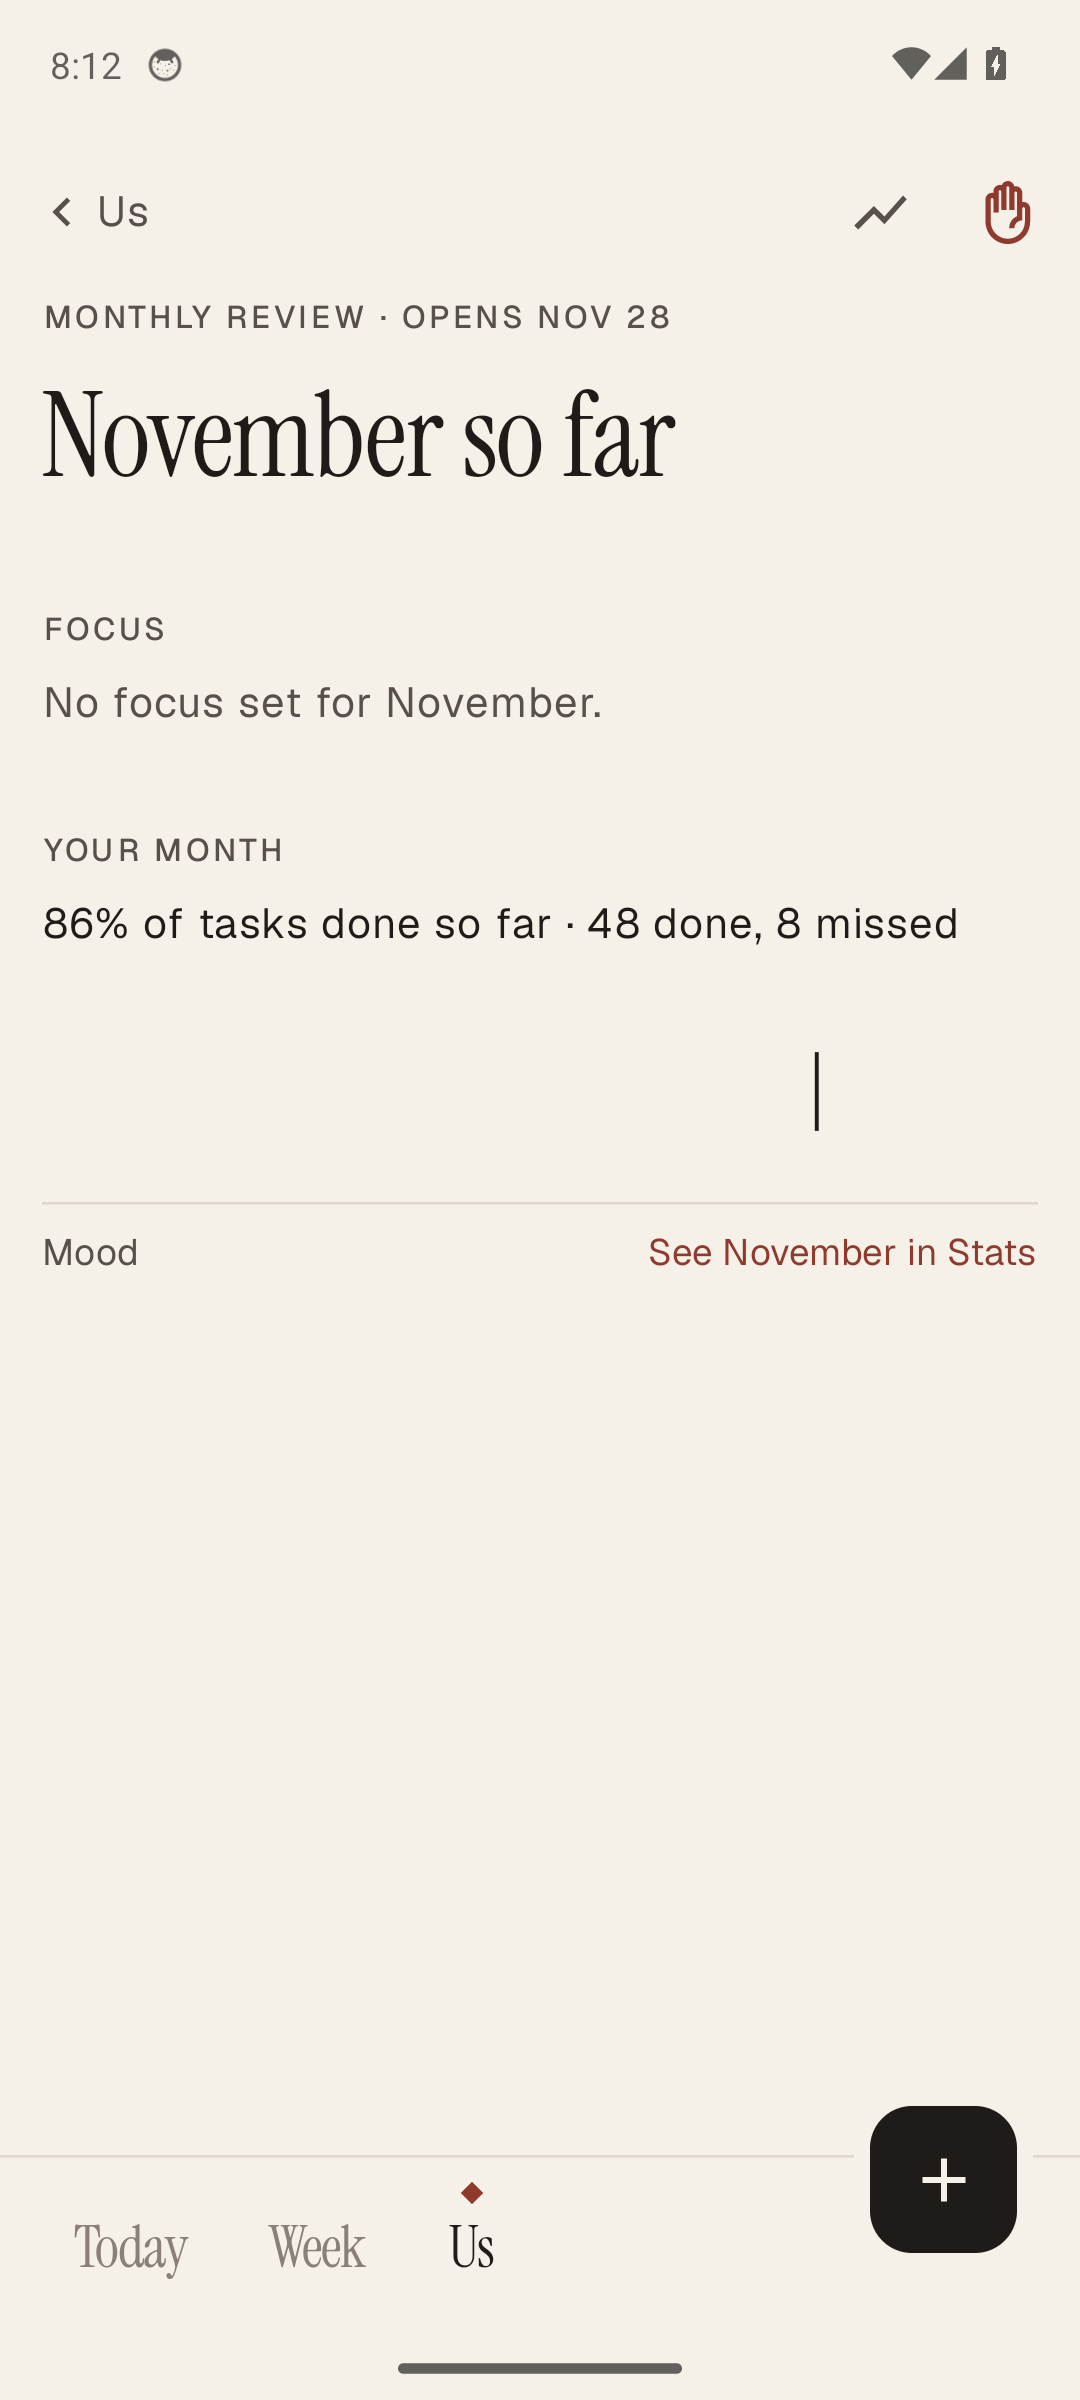 8:12
Us
MONTHLY REVIEW · OPENS NOV 28
November so far
FOCUS
No focus set for November.
YOUR MONTH
86% of tasks done so far · 48 done, 8 missed
Mood
See November in Stats
Today
Week
Us